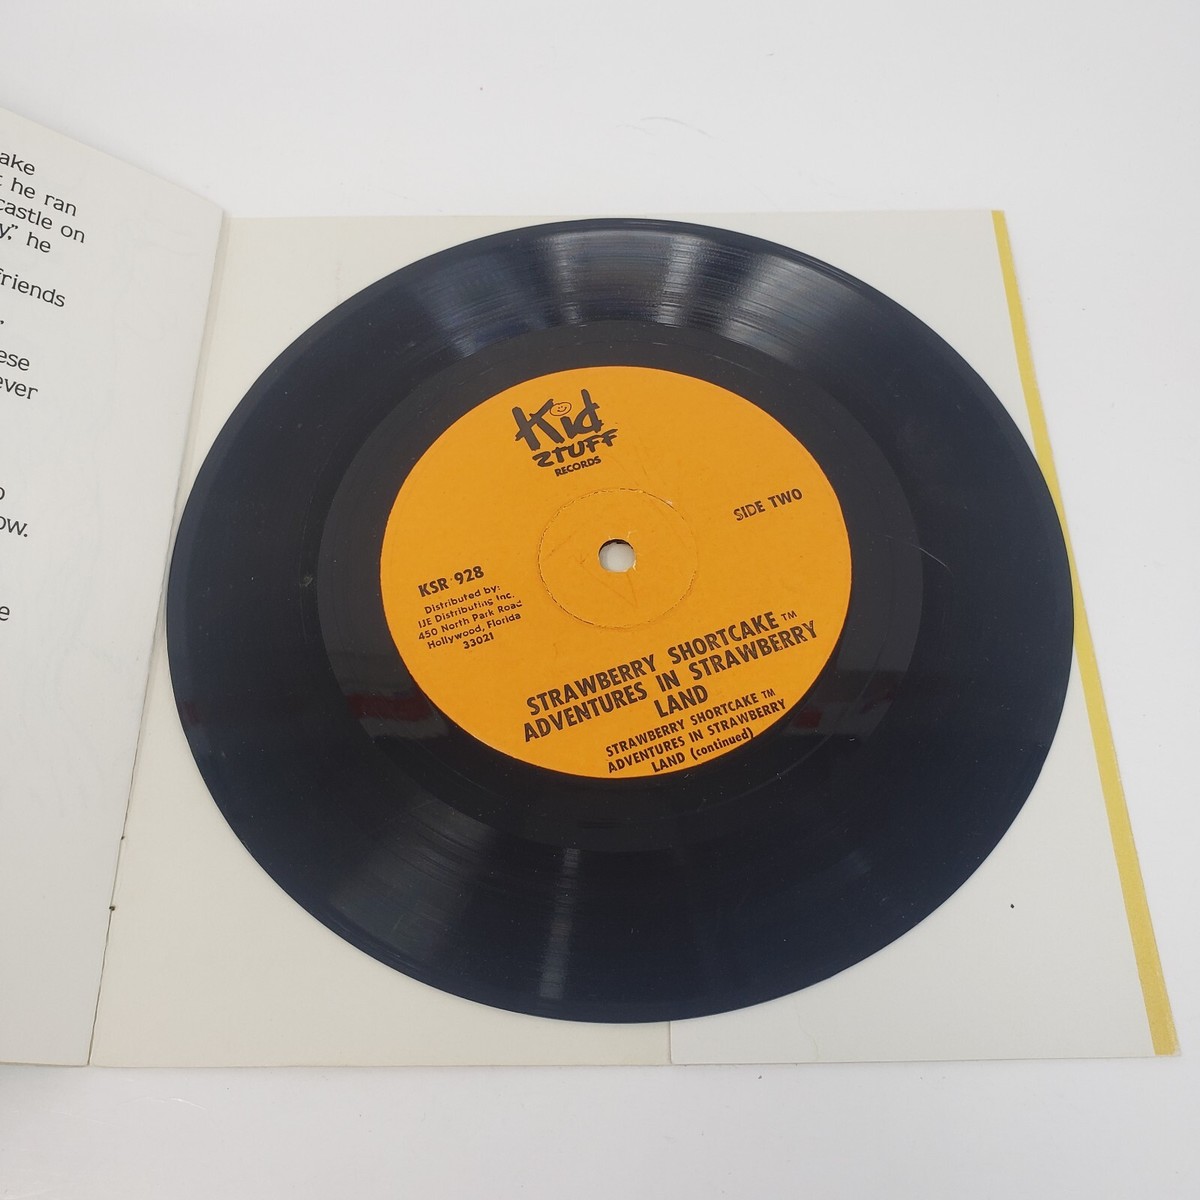 ake
he ran
castle on
y," he
friends
ese
ever
ow.
e
Kid
STUFF
RECORDS
SIDE TWO
KSR-928
Distributed by:
IJE Distributing Inc.
450 North Park Road
Hollywood, Florida
33021
STRAWBERRY SHORTCAKE™
ADVENTURES IN STRAWBERRY
LAND
STRAWBERRY SHORTCAKE™
ADVENTURES IN STRAWBERRY
LAND (continued)